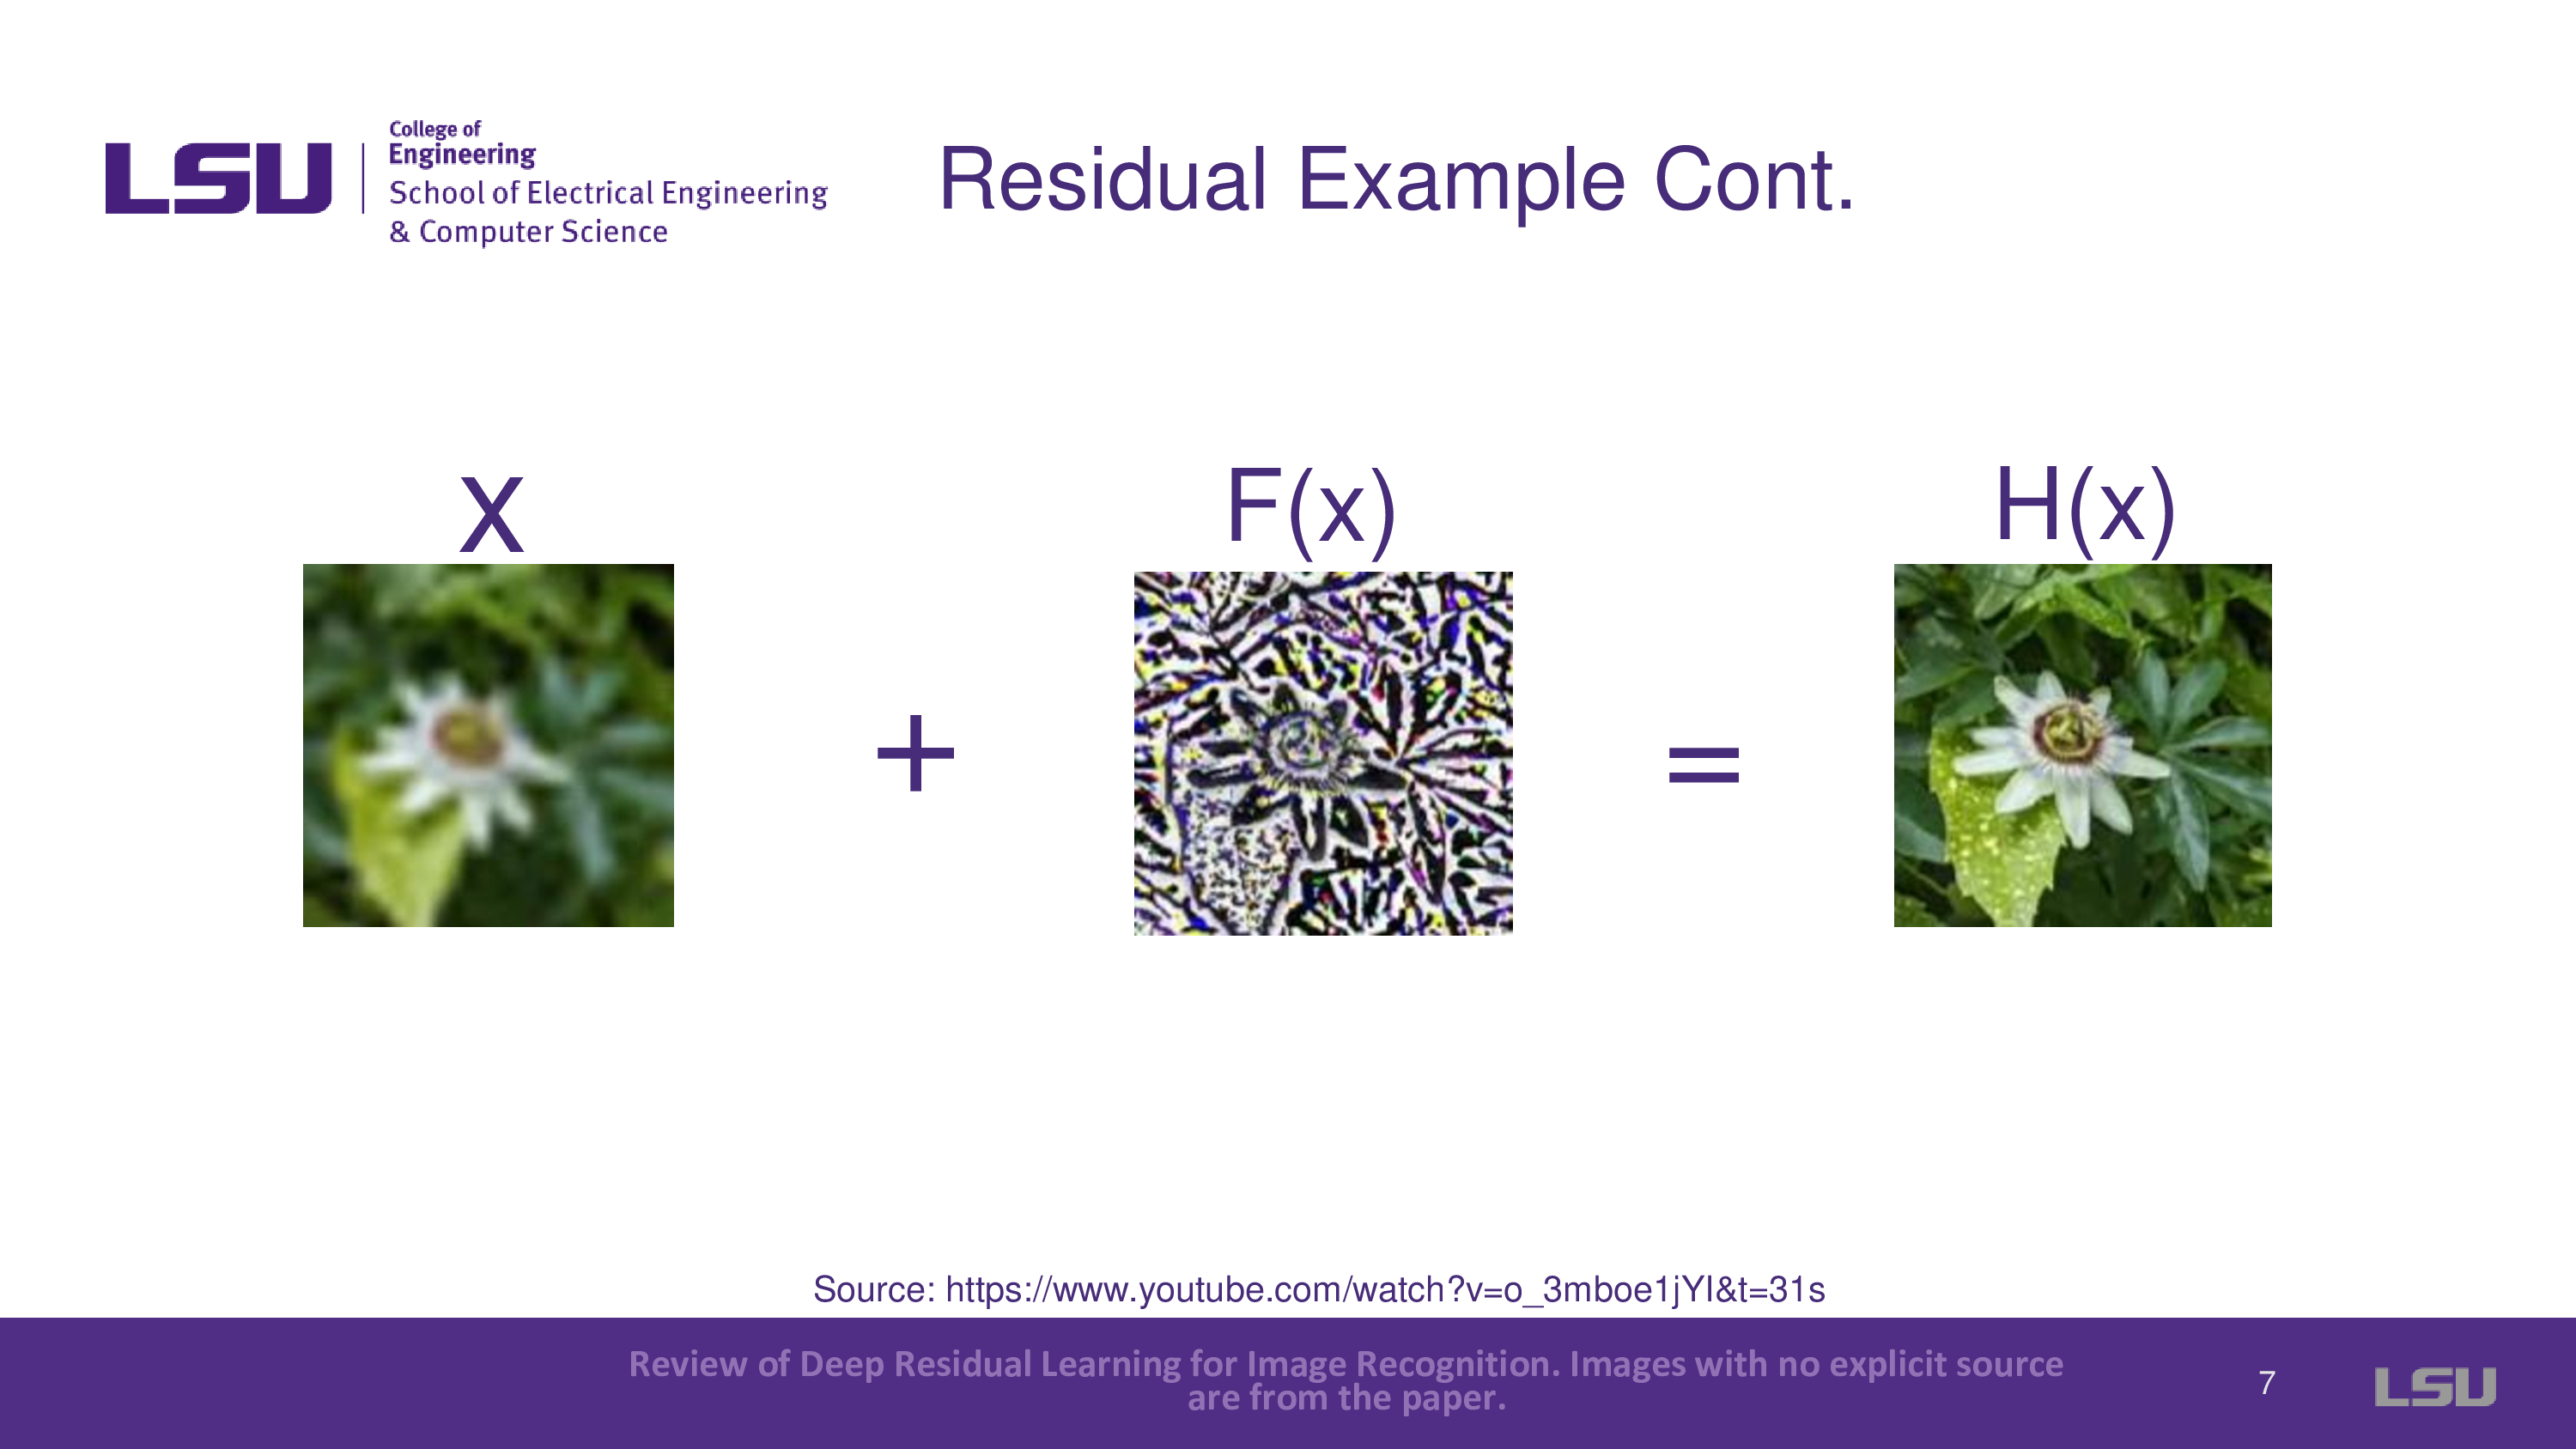 LSU
College of
Engineering
School of Electrical Engineering
& Computer Science
Residual Example Cont.
x
F(x)
H(x)
+
=
Source: https://www.youtube.com/watch?v=o_3mboe1jYI&t=31s
Review of Deep Residual Learning for Image Recognition. Images with no explicit source
are from the paper.
7
LSU